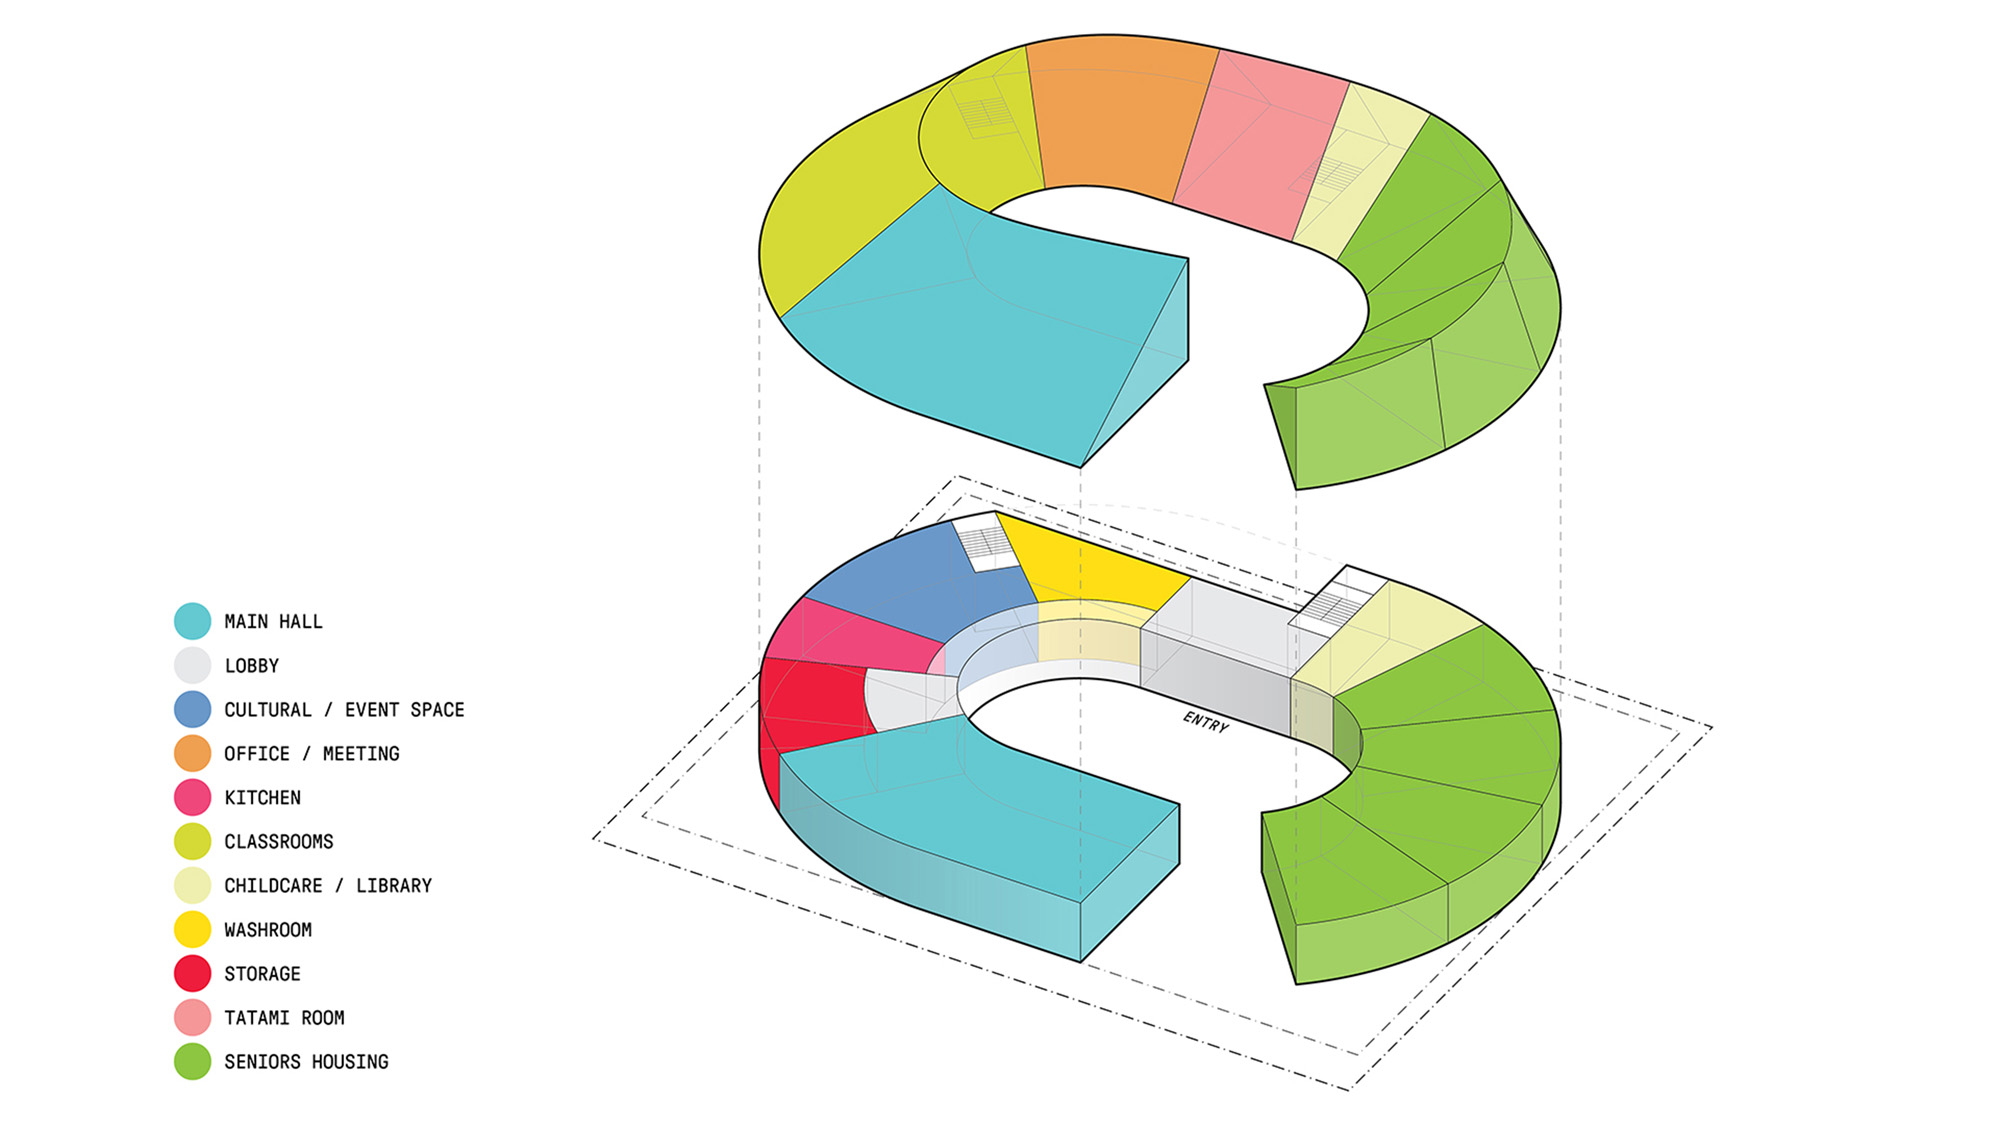 MAIN HALL
LOBBY
CULTURAL / EVENT SPACE
OFFICE / MEETING
KITCHEN
CLASSROOMS
CHILDCARE / LIBRARY
WASHROOM
STORAGE
TATAMI ROOM
SENIORS HOUSING
ENTRY